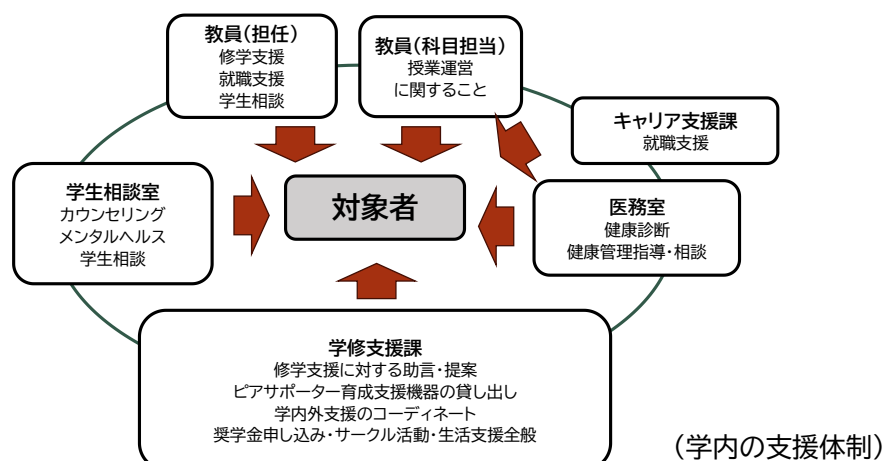 教員(担任)
修学支援
就職支援
学生相談
教員(科目担当)
授業運営
に関すること
キャリア支援課
就職支援
学生相談室
カウンセリング
メンタルヘルス
学生相談
対象者
医務室
健康診断
健康管理指導・相談
学修支援課
修学支援に対する助言・提案
ピアサポーター育成支援機器の貸し出し
学内外支援のコーディネート
奨学金申し込み・サークル活動・生活支援全般
(学内の支援体制)